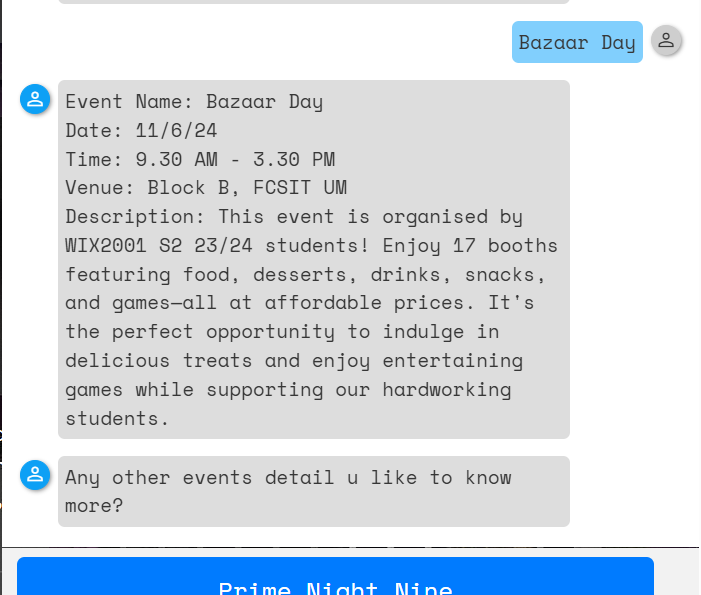 Bazaar Day
Event Name: Bazaar Day
Date: 11/6/24
Time: 9.30 AM - 3.30 PM
Venue: Block B, FCSIT UM
Description: This event is organised by
WIX2001 S2 23/24 students! Enjoy 17 booths
featuring food, desserts, drinks, snacks,
and games—all at affordable prices. It's
the perfect opportunity to indulge in
delicious treats and enjoy entertaining
games while supporting our hardworking
students.
Any other events detail u like to know
more?
Prime Night Nine